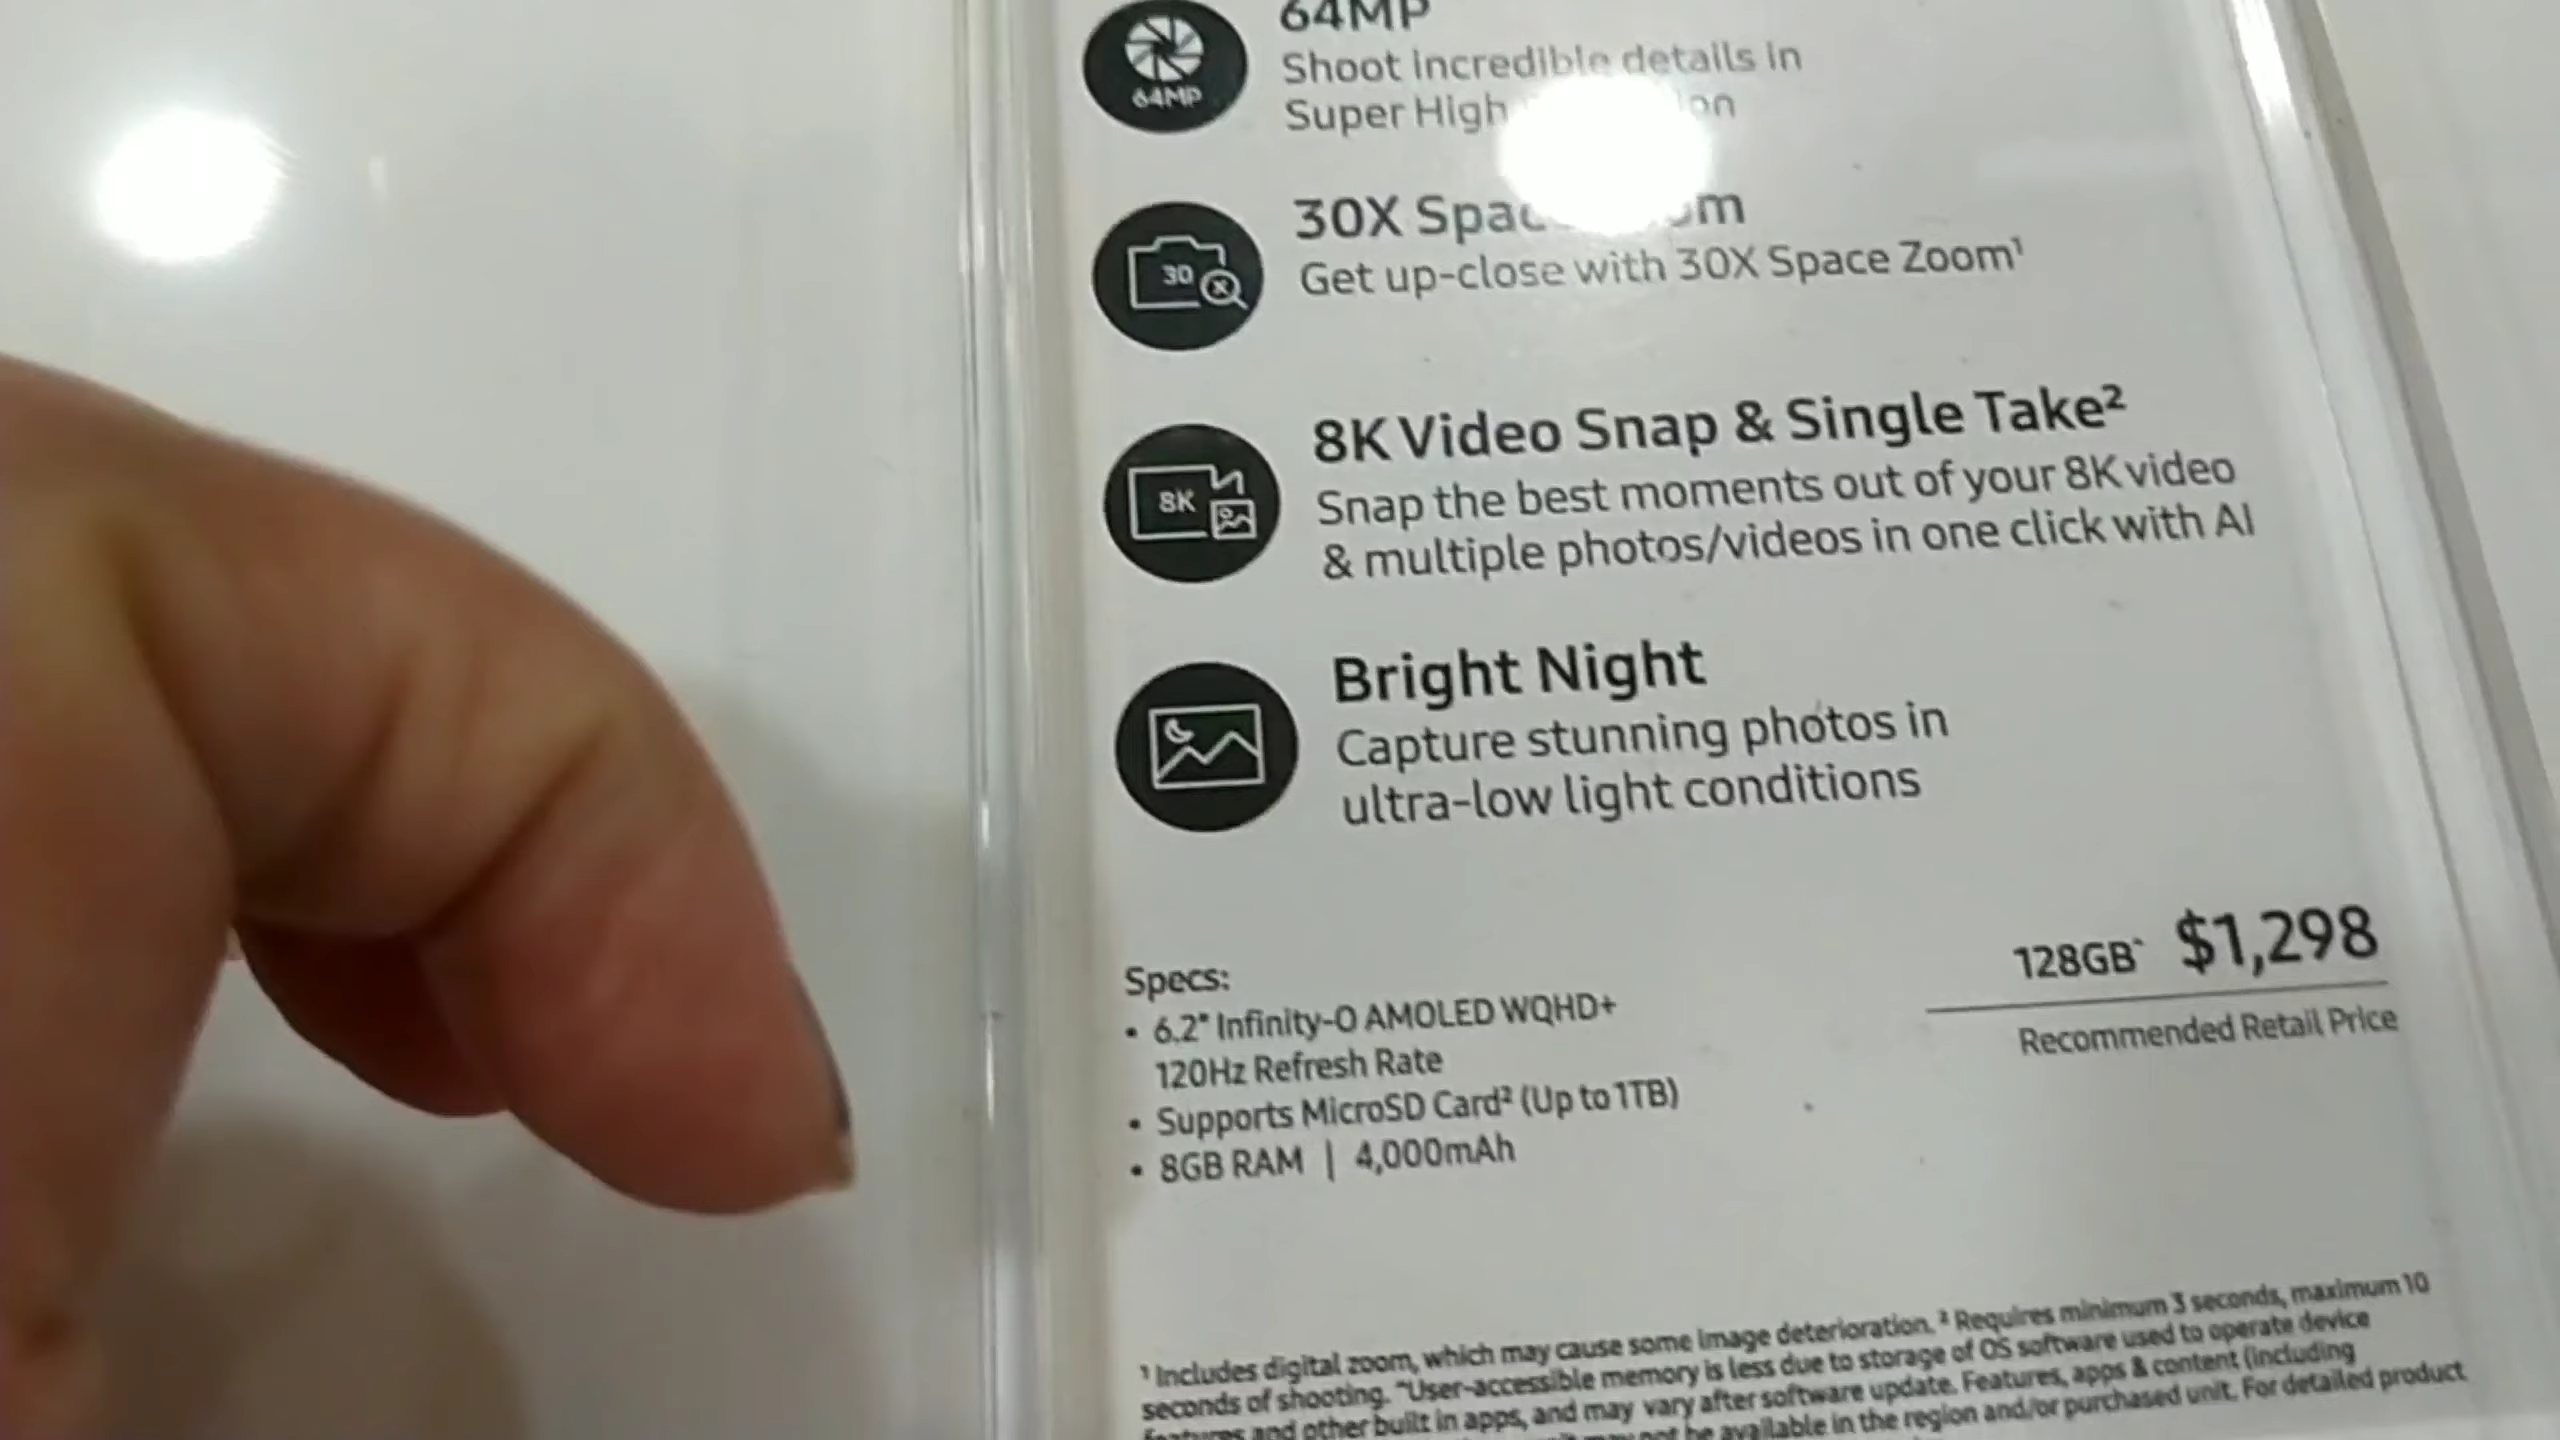 64MP
64MP
Shoot incredible details in
Super High
30X
30
Get up-close with 30X Space Zoom¹
8K Video Snap & Single Take²
8K
Snap the best moments out of your 8K video
& multiple photos/videos in one click with AI
Bright Night
Capture stunning photos in
ultra-low light conditions
128GB^ $1,298
Recommended Retail Price
Specs:
• 6.2" Infinity-O AMOLED WQHD+
120Hz Refresh Rate
• Supports MicroSD Card² (Up to 1TB)
• 8GB RAM | 4,000mAh
¹ Includes digital zoom, which may cause some image deterioration. ² Requires minimum 3 seconds, maximum 10
seconds of shooting. ^User-accessible memory is less due to storage of OS software used to operate device
features and other built in apps, and may vary after software update. Features, apps & content (including
not be available in the region and/or purchased unit. For detailed product